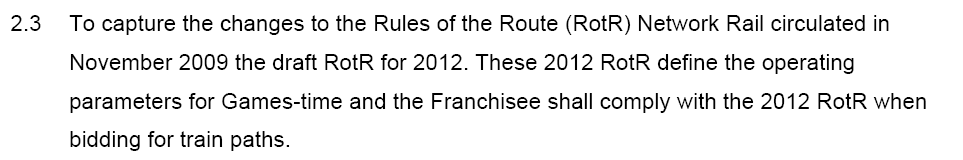 2.3 To capture the changes to the Rules of the Route (RotR) Network Rail circulated in
November 2009 the draft RotR for 2012. These 2012 RotR define the operating
parameters for Games-time and the Franchisee shall comply with the 2012 RotR when
bidding for train paths.